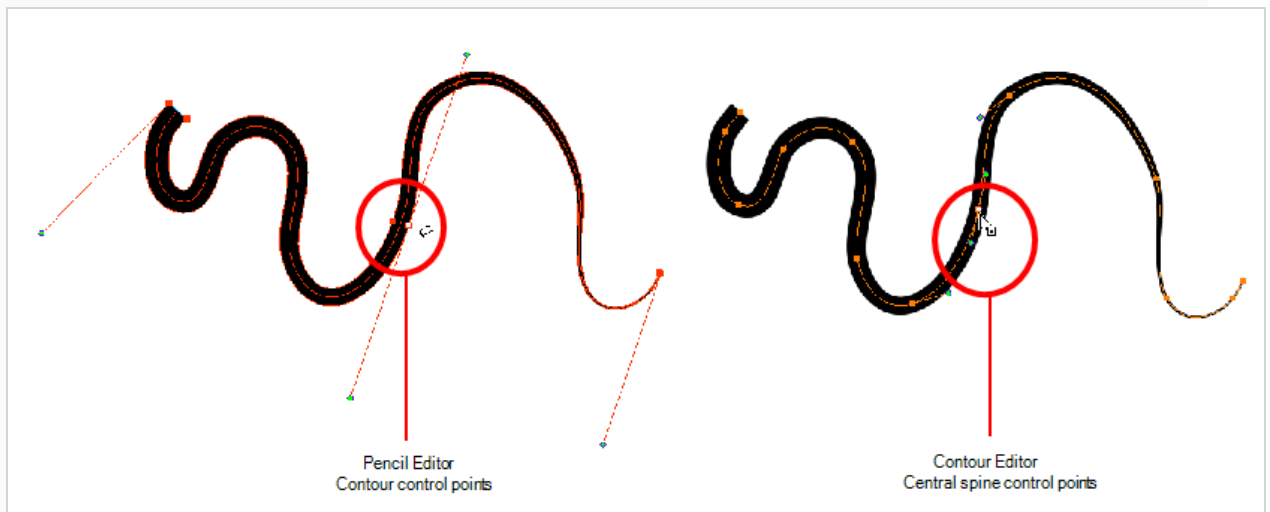 Pencil Editor
Contour control points
Contour Editor
Central spine control points